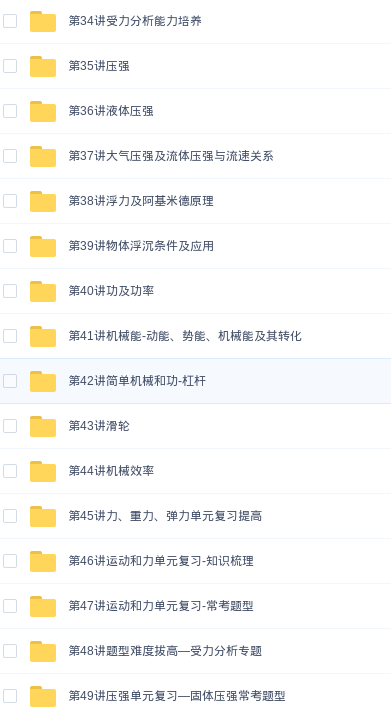 第34讲受力分析能力培养
第35讲压强
第36讲液体压强
第37讲大气压强及流体压强与流速关系
第38讲浮力及阿基米德原理
第39讲物体浮沉条件及应用
第40讲功及功率
第41讲机械能-动能、势能、机械能及其转化
第42讲简单机械和功-杠杆
第43讲滑轮
第44讲机械效率
第45讲力、重力、弹力单元复习提高
第46讲运动和力单元复习-知识梳理
第47讲运动和力单元复习-常考题型
第48讲题型难度拔高—受力分析专题
第49讲压强单元复习—固体压强常考题型